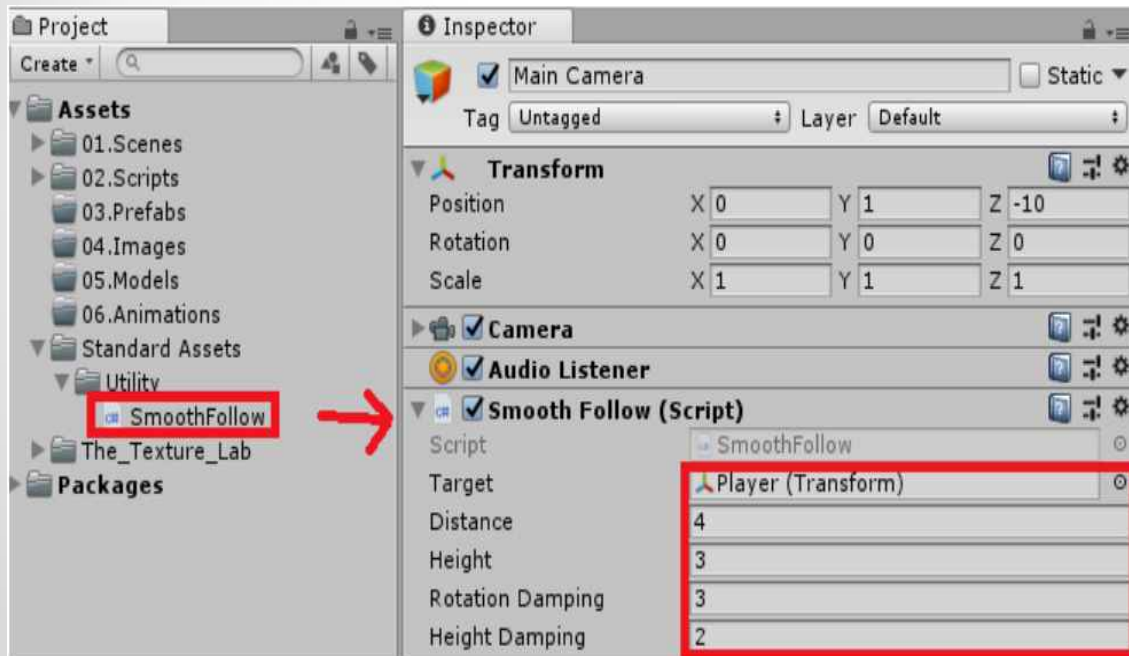 Project
Create
Assets
01.Scenes
02.Scripts
03.Prefabs
04.Images
05.Models
06.Animations
Standard Assets
Utility
SmoothFollow
The_Texture_Lab
Packages
Inspector
Main Camera Static
Tag Untagged Layer Default
Transform
Position X 0 Y 1 Z -10
Rotation X 0 Y 0 Z 0
Scale X 1 Y 1 Z 1
Camera
Audio Listener
Smooth Follow (Script)
Script SmoothFollow
Target Player (Transform)
Distance 4
Height 3
Rotation Damping 3
Height Damping 2